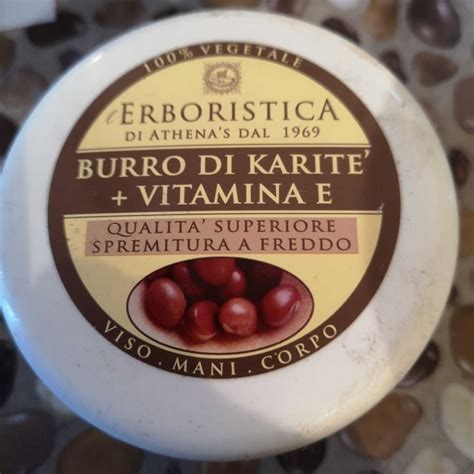 100% VEGETALE
l'ERBORISTICA
DI ATHENA'S DAL 1969
BURRO DI KARITE'
+ VITAMINA E
QUALITA' SUPERIORE
SPREMITURA A FREDDO
VISO · MANI · CORPO